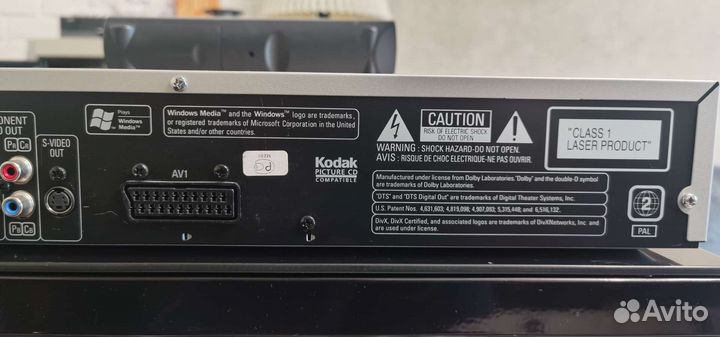 ONENT
O OUT
PR CR
PB CB
S-VIDEO
OUT
Plays
Windows
Media™
Windows Media™ and the Windows™ logo are trademarks,
or registered trademarks of Microsoft Corporation in the United
States and/or other countries.
AV1
Kodak
PICTURE CD
COMPATIBLE
CAUTION
RISK OF ELECTRIC SHOCK
DO NOT OPEN
WARNING : SHOCK HAZARD-DO NOT OPEN.
AVIS : RISQUE DE CHOC ELECTRIQUE-NE PAS OUVRIR.
Manufactured under license from Dolby Laboratories. "Dolby" and the double-D symbol
are trademarks of Dolby Laboratories.
"DTS" and "DTS Digital Out" are trademarks of Digital Theater Systems, Inc.
U.S. Patent Nos. 4,631,603; 4,819,098; 4,907,093; 5,315,448; and 6,516,132.
DivX, DivX Certified, and associated logos are trademarks of DivXNetworks, Inc. and
are used under license.
"CLASS 1
LASER PRODUCT"
2
PAL
Avito